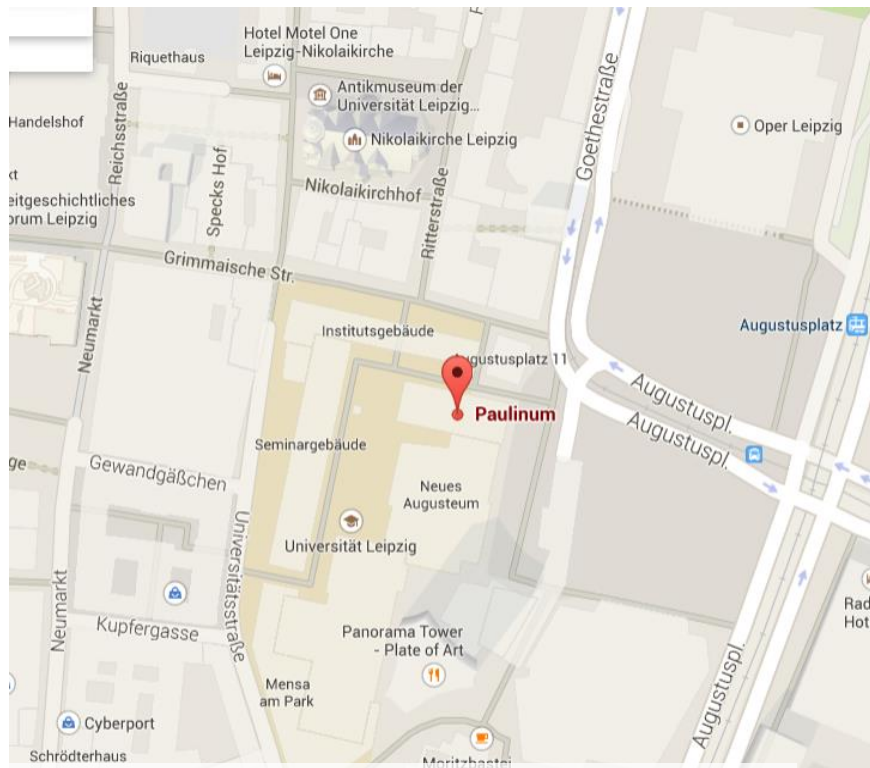 Hotel Motel One
Leipzig-Nikolaikirche
Riquethaus
Antikmuseum der
Universität Leipzig...
Handelshof
Reichsstraße
Nikolaikirche Leipzig
Goethestraße
Oper Leipzig
Specks Hof
Nikolaikirchhof
Ritterstraße
eitgeschichtliches
orum Leipzig
Grimmaische Str.
Neumarkt
Institutsgebäude
Augustusplatz
Augustusplatz 11
Augustuspl.
Augustuspl.
Paulinum
Seminargebäude
Gewandgäßchen
Neues
Augusteum
Universität Leipzig
Universitätsstraße
Neumarkt
Kupfergasse
Panorama Tower
- Plate of Art
Rad
Hot
Augustuspl.
Mensa
am Park
Cyberport
Schrödterhaus
Moritzbastei